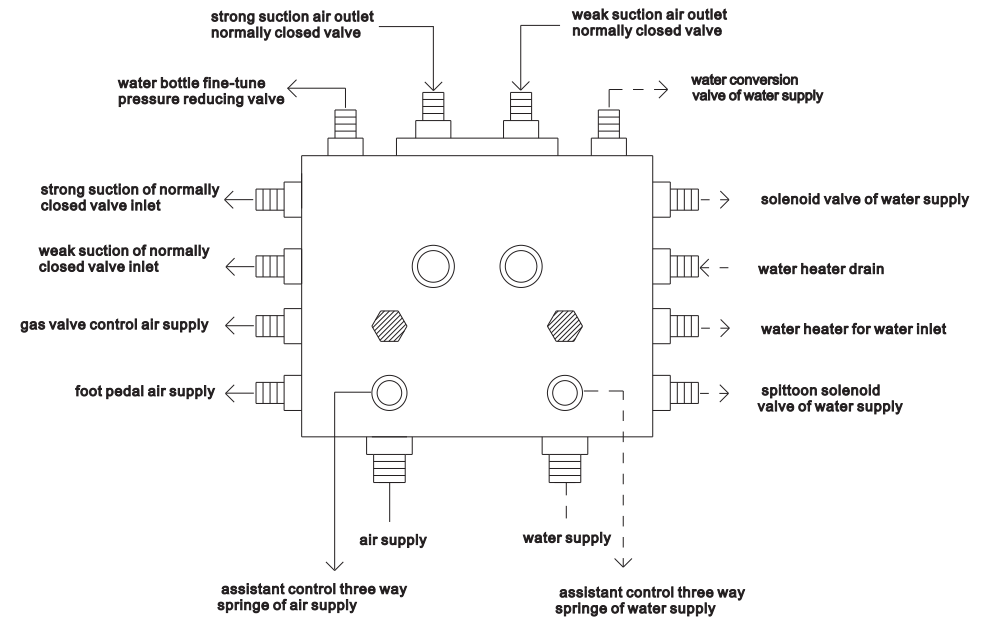 strong suction air outlet
normally closed valve
weak suction air outlet
normally closed valve
water bottle fine-tune
pressure reducing valve
water conversion
valve of water supply
strong suction of normally
closed valve inlet
solenoid valve of water supply
weak suction of normally
closed valve inlet
water heater drain
gas valve control air supply
water heater for water inlet
foot pedal air supply
spittoon solenoid
valve of water supply
air supply
water supply
assistant control three way
springe of air supply
assistant control three way
springe of water supply